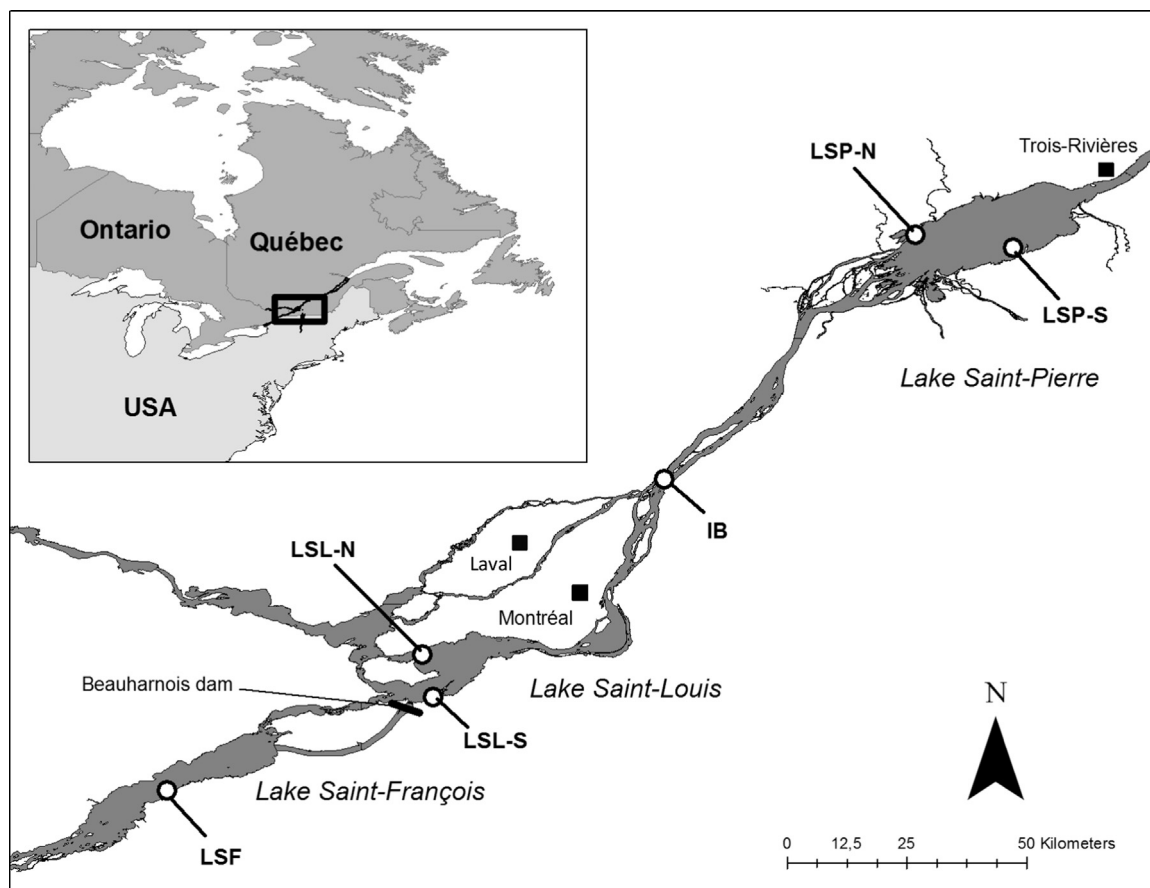 Ontario
Québec
USA
Trois-Rivières
LSP-N
LSP-S
Lake Saint-Pierre
IB
LSL-N
Laval
Montréal
Beauharnois dam
Lake Saint-Louis
LSL-S
Lake Saint-François
LSF
N
0 12,5 25 50 Kilometers